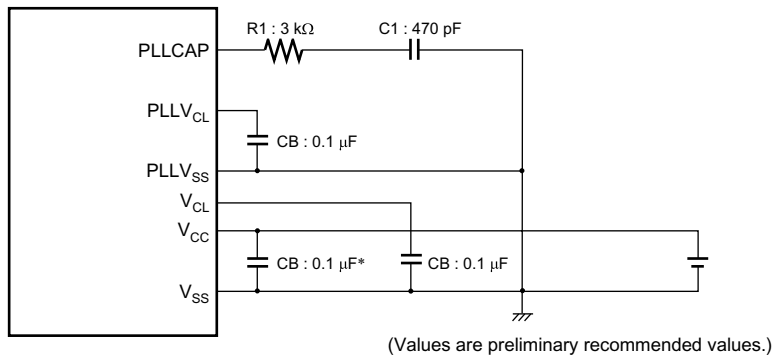 R1 : 3 kΩ
C1 : 470 pF
PLLCAP
PLLVCL
CB : 0.1 μF
PLLVSS
VCL
VCC
CB : 0.1 μF*
CB : 0.1 μF
VSS
(Values are preliminary recommended values.)